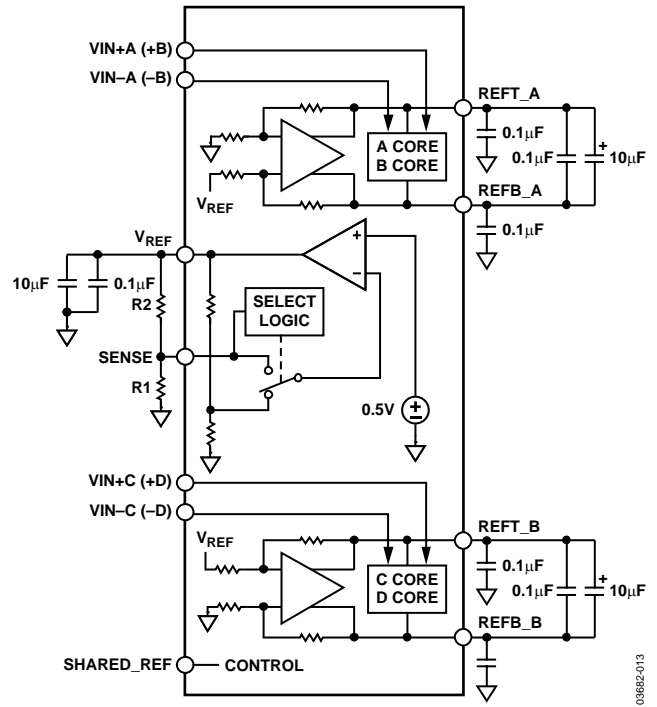 VIN+A (+B)
VIN–A (–B)
REFT_A
0.1µF
A CORE
B CORE
0.1µF
+
10µF
VREF
REFB_A
0.1µF
VREF
+
–
10µF
0.1µF
R2
SELECT
LOGIC
SENSE
R1
0.5V
+
–
VIN+C (+D)
VIN–C (–D)
REFT_B
VREF
0.1µF
C CORE
D CORE
0.1µF
+
10µF
REFB_B
SHARED_REF
CONTROL
03682-013